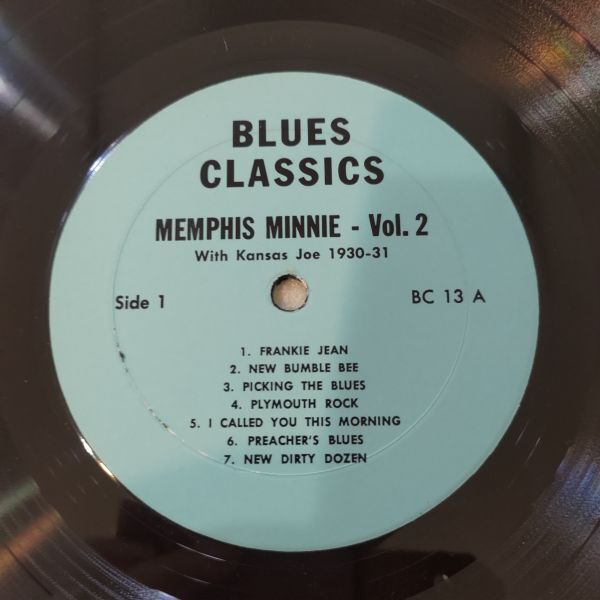 BLUES
CLASSICS
MEMPHIS MINNIE - Vol. 2
With Kansas Joe 1930-31
Side 1
BC 13 A
1. FRANKIE JEAN
2. NEW BUMBLE BEE
3. PICKING THE BLUES
4. PLYMOUTH ROCK
5. I CALLED YOU THIS MORNING
6. PREACHER'S BLUES
7. NEW DIRTY DOZEN